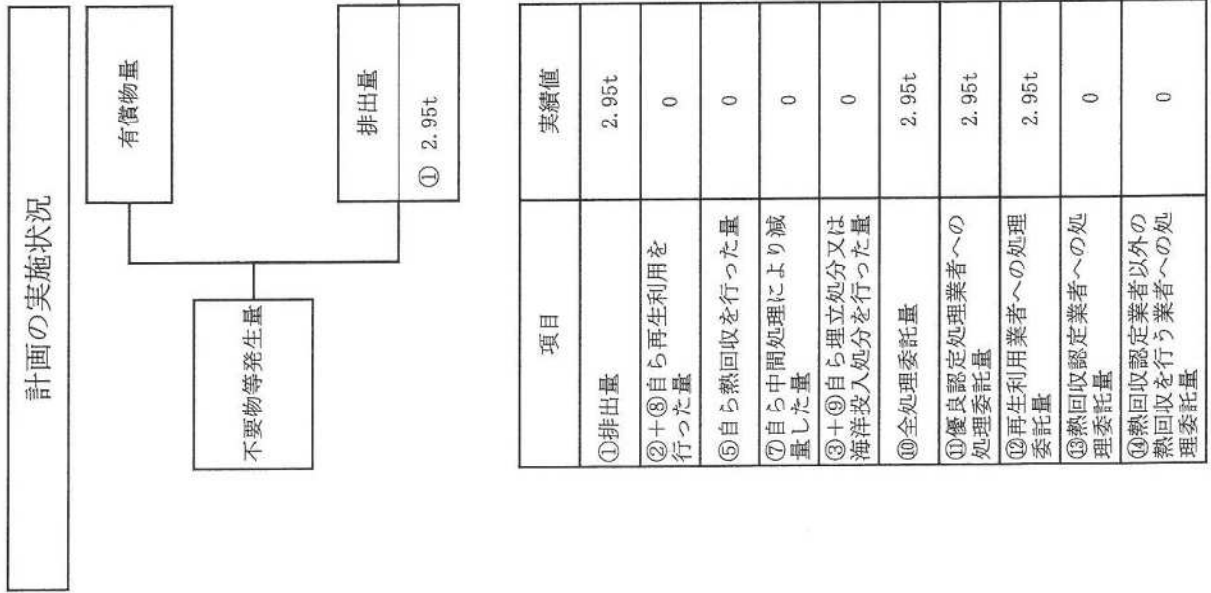 計画の実施状況
有償物量
不要物等発生量
排出量
① 2.95t
項目
実績値
①排出量
2.95t
②＋⑧自ら再生利用を
行った量
0
⑤自ら熱回収を行った量
0
⑦自ら中間処理により減
量した量
0
③＋⑨自ら埋立処分又は
海洋投入処分を行った量
0
⑩全処理委託量
2.95t
⑪優良認定処理業者への
処理委託量
2.95t
⑫再生利用業者への処理
委託量
2.95t
⑬熱回収認定業者への処
理委託量
0
⑭熱回収認定業者以外の
熱回収を行う業者への処
理委託量
0